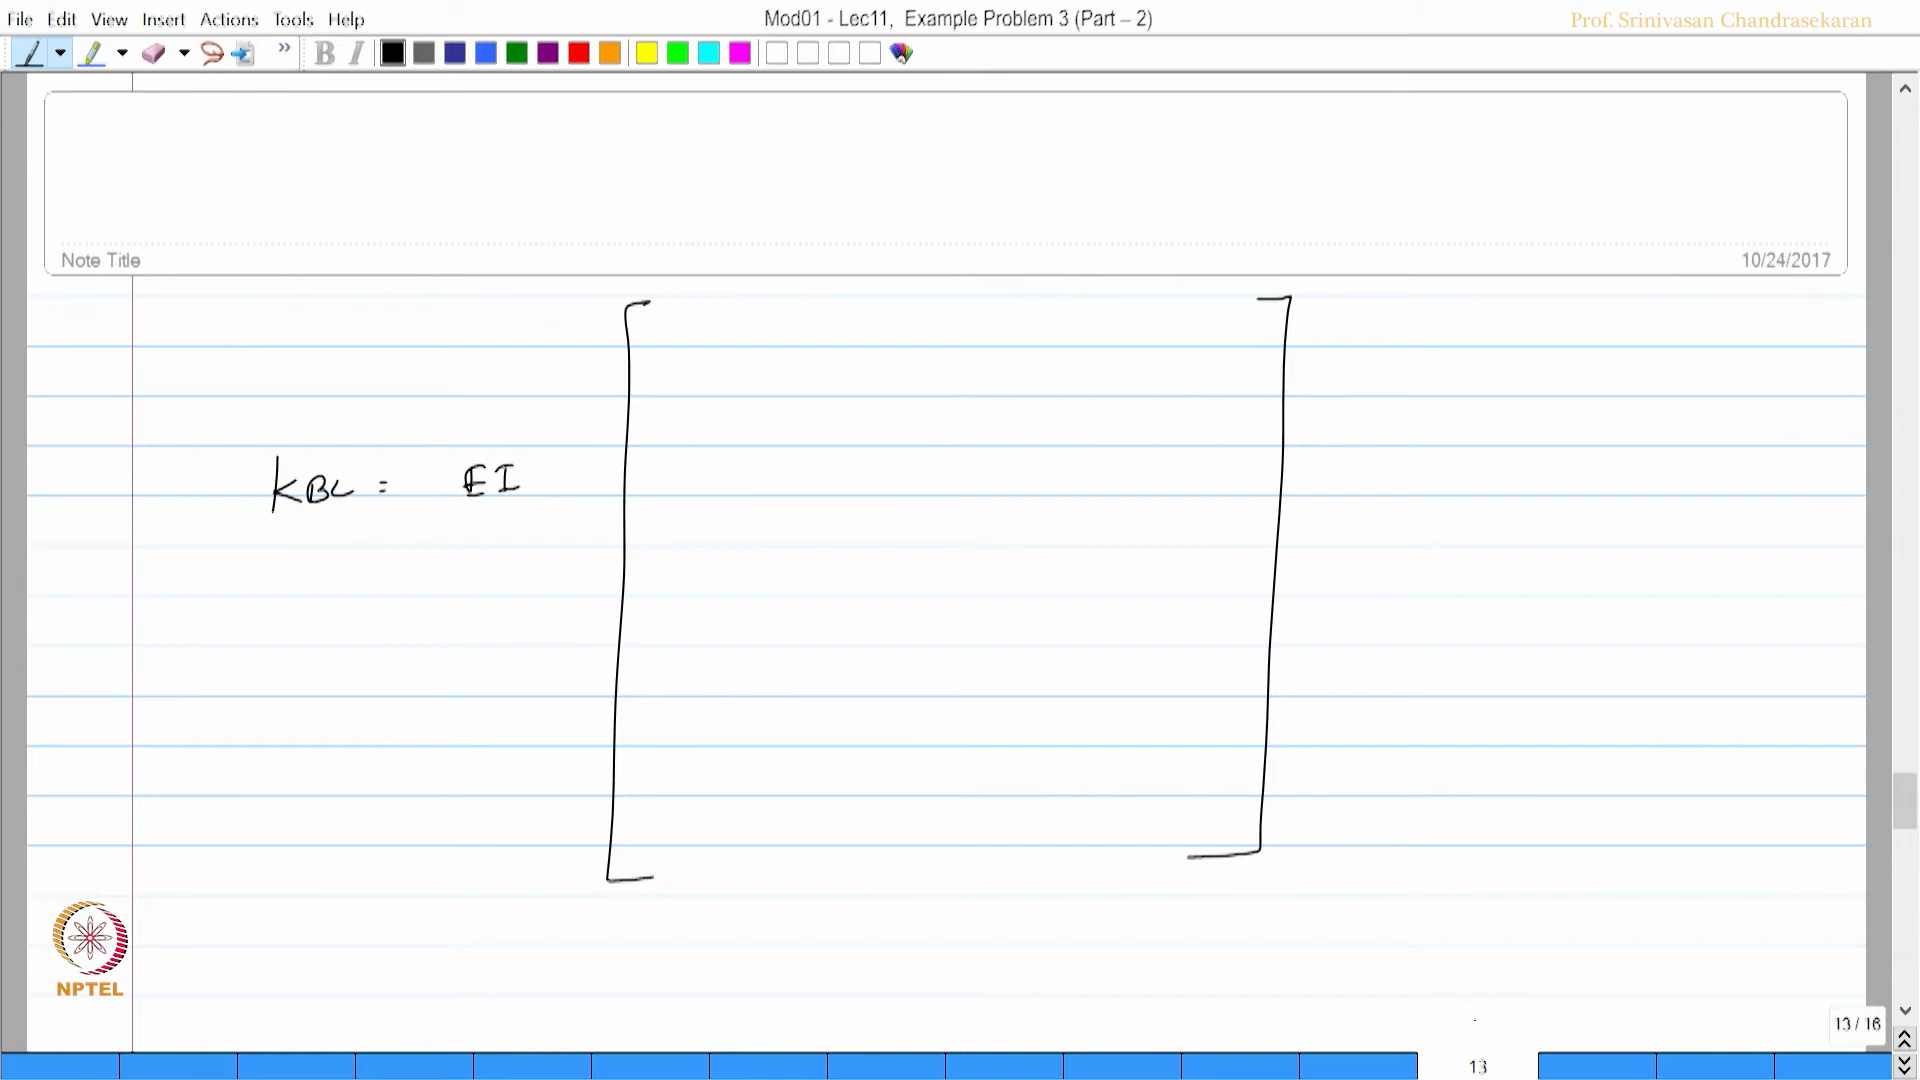 File Edit View Insert Actions Tools Help
Mod01 - Lec11, Example Problem 3 (Part – 2)
Prof. Srinivasan Chandrasekaran
B I
Note Title
10/24/2017
KBC = EI
NPTEL
13 / 16
13